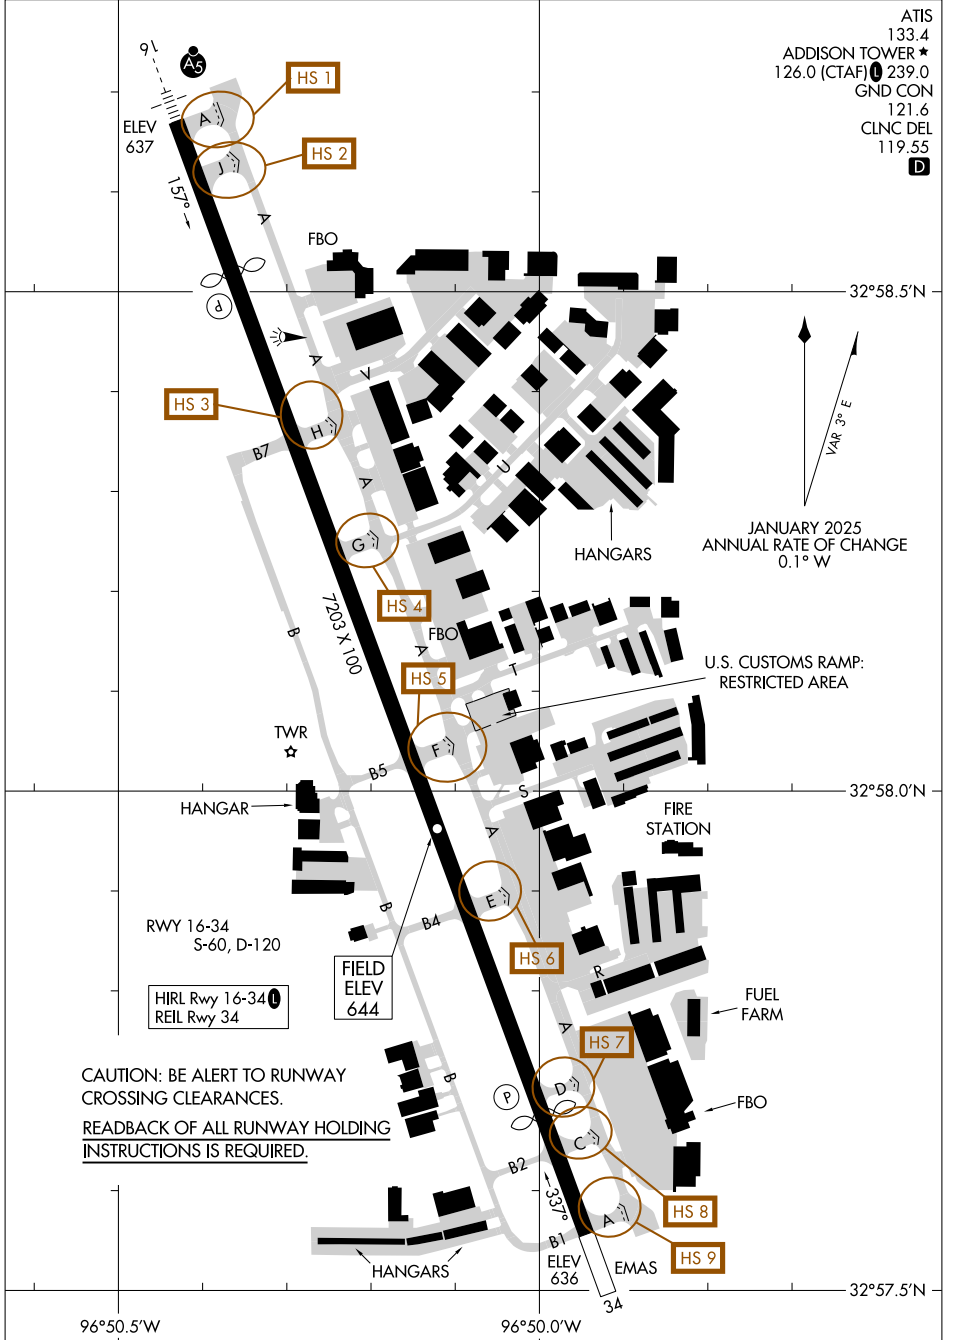 ATIS
133.4
ADDISON TOWER ★
126.0 (CTAF) L 239.0
GND CON
121.6
CLNC DEL
119.55
D
16
A5
HS 1
A
ELEV
637
HS 2
J
157°
A
FBO
P
32°58.5'N
A
V
HS 3
H
B7
VAR 3° E
U
A
G
HANGARS
JANUARY 2025
ANNUAL RATE OF CHANGE
0.1° W
HS 4
7203 X 100
B
FBO
A
T
HS 5
U.S. CUSTOMS RAMP:
RESTRICTED AREA
TWR
F
B5
S
32°58.0'N
HANGAR
FIRE
STATION
A
E
B
B4
RWY 16-34
S-60, D-120
HS 6
R
FIELD
ELEV
644
HIRL Rwy 16-34 L
REIL Rwy 34
FUEL
FARM
A
HS 7
CAUTION: BE ALERT TO RUNWAY
CROSSING CLEARANCES.
B
D
P
FBO
READBACK OF ALL RUNWAY HOLDING
INSTRUCTIONS IS REQUIRED.
C
B2
337°
A
HS 8
B1
HS 9
HANGARS
ELEV
636
EMAS
34
32°57.5'N
96°50.5'W
96°50.0'W